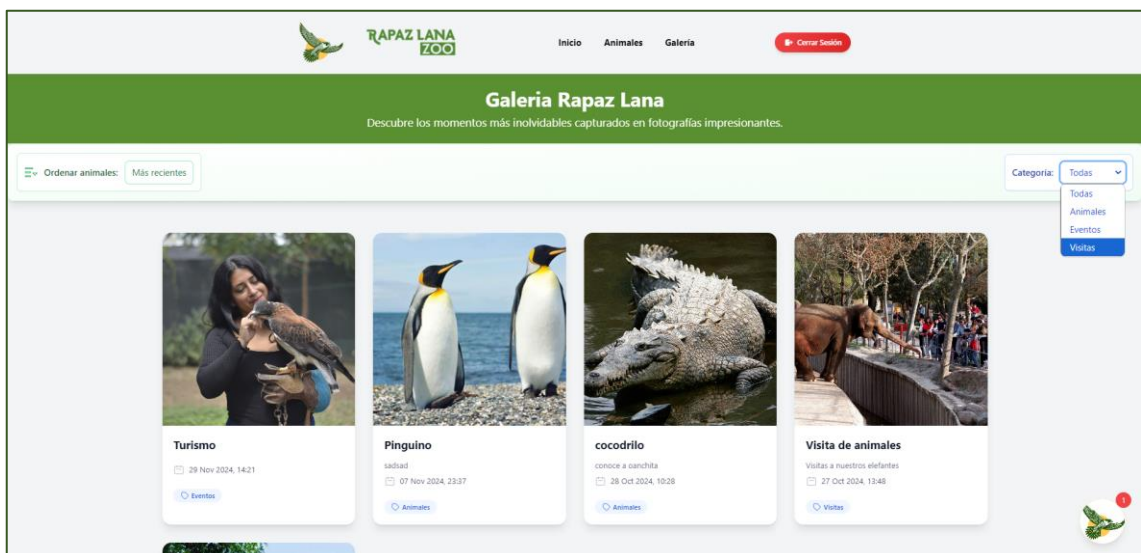 RAPAZ LANA
ZOO
Inicio Animales Galería
Cerrar Sesión
Galeria Rapaz Lana
Descubre los momentos más inolvidables capturados en fotografías impresionantes.
Ordenar animales: Más recientes
Categoría: Todas
Todas
Animales
Eventos
Visitas
Turismo
29 Nov 2024, 14:21
Eventos
Pinguino
sadsad
07 Nov 2024, 23:37
Animales
cocodrilo
conoce a oanchita
28 Oct 2024, 10:28
Animales
Visita de animales
Visitas a nuestros elefantes
27 Oct 2024, 13:48
Visitas
1